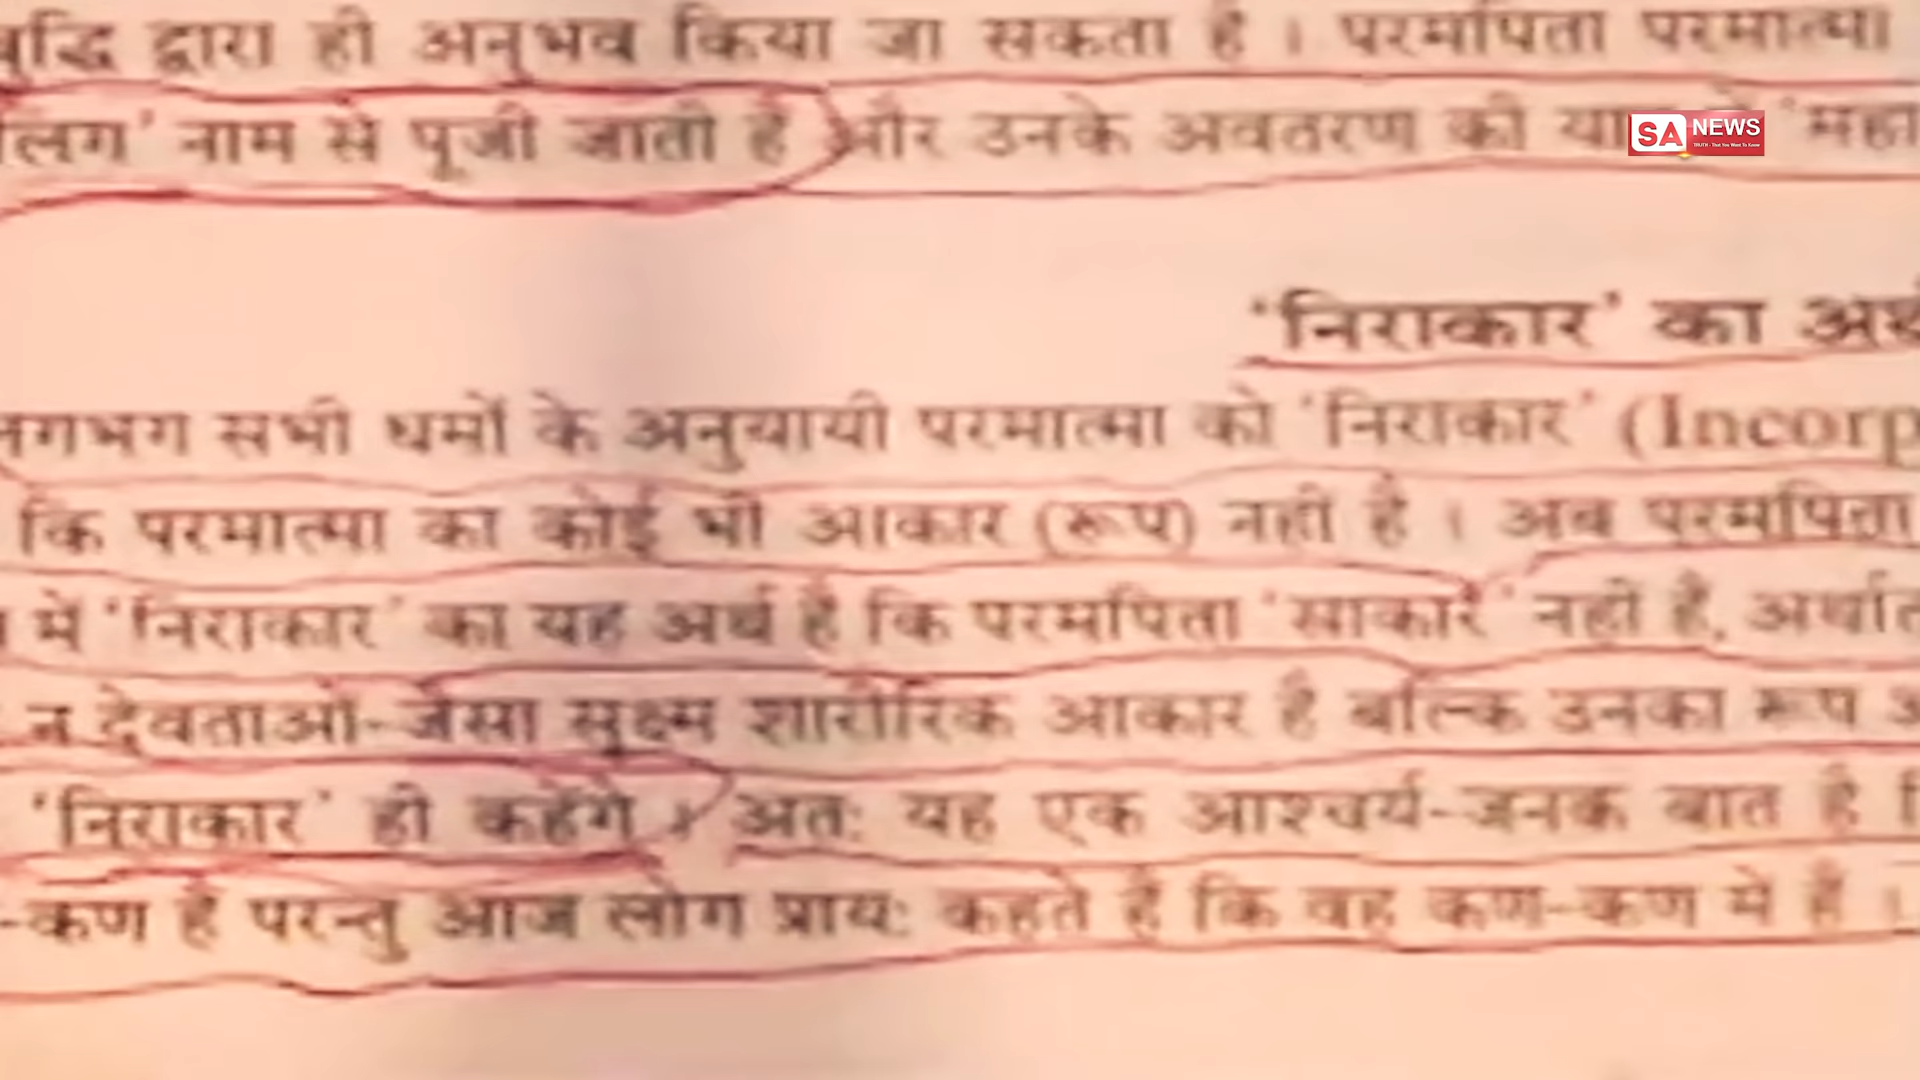 बुद्धि द्वारा ही अनुभव किया जा सकता है । परमपिता परमात्मा
लिंग' नाम से पूजी जाती है और उनके अवतरण की
SA NEWS
'निराकार' का अर्थ
लगभग सभी धर्मों के अनुयायी परमात्मा को 'निराकार' (Incorp
कि परमात्मा का कोई भी आकार (रूप) नहीं है । अब परमपिता
में 'निराकार' का यह अर्थ है कि परमपिता 'साकार' नहीं है, अर्थात
न देवताओं-जैसा सूक्ष्म शारीरिक आकार है बल्कि उनका रूप
'निराकार' ही कहेंगे । अतः यह एक आश्चर्य-जनक बात है
-कण है परन्तु आज लोग प्रायः कहते हैं कि वह कण-कण में है ।